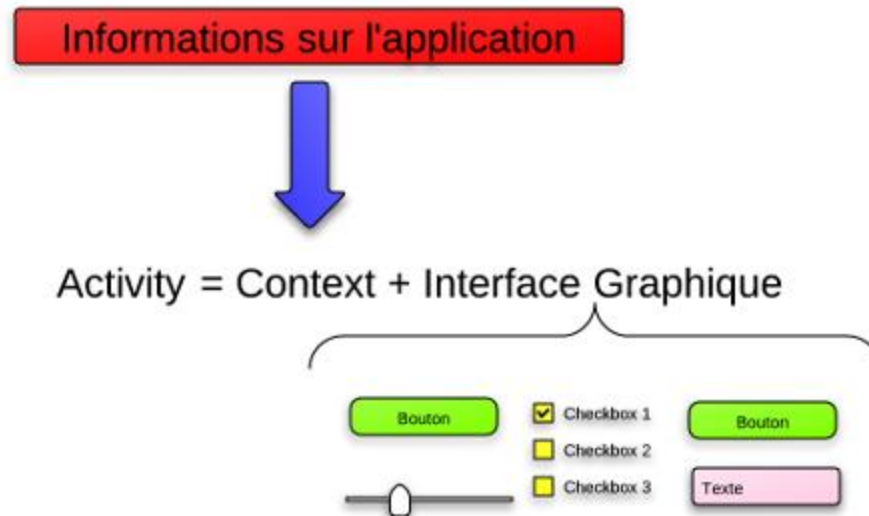 Informations sur l'application
Activity = Context + Interface Graphique
Bouton
Checkbox 1
Bouton
Checkbox 2
Checkbox 3
Texte